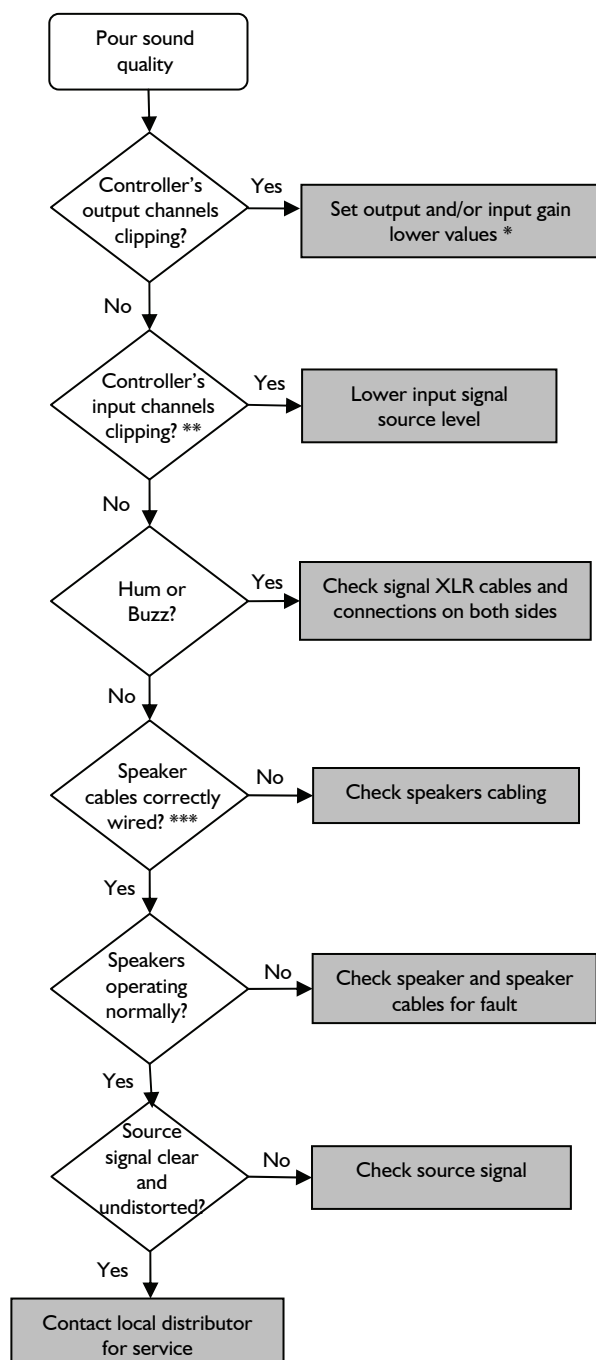 Pour sound
quality
Controller's
output channels
clipping?
Yes
Set output and/or input gain
lower values *
No
Controller's
input channels
clipping? **
Yes
Lower input signal
source level
No
Hum or
Buzz?
Yes
Check signal XLR cables and
connections on both sides
No
Speaker
cables correctly
wired? ***
No
Check speakers cabling
Yes
Speakers
operating
normally?
No
Check speaker and speaker
cables for fault
Yes
Source
signal clear
and
undistorted?
No
Check source signal
Yes
Contact local distributor
for service